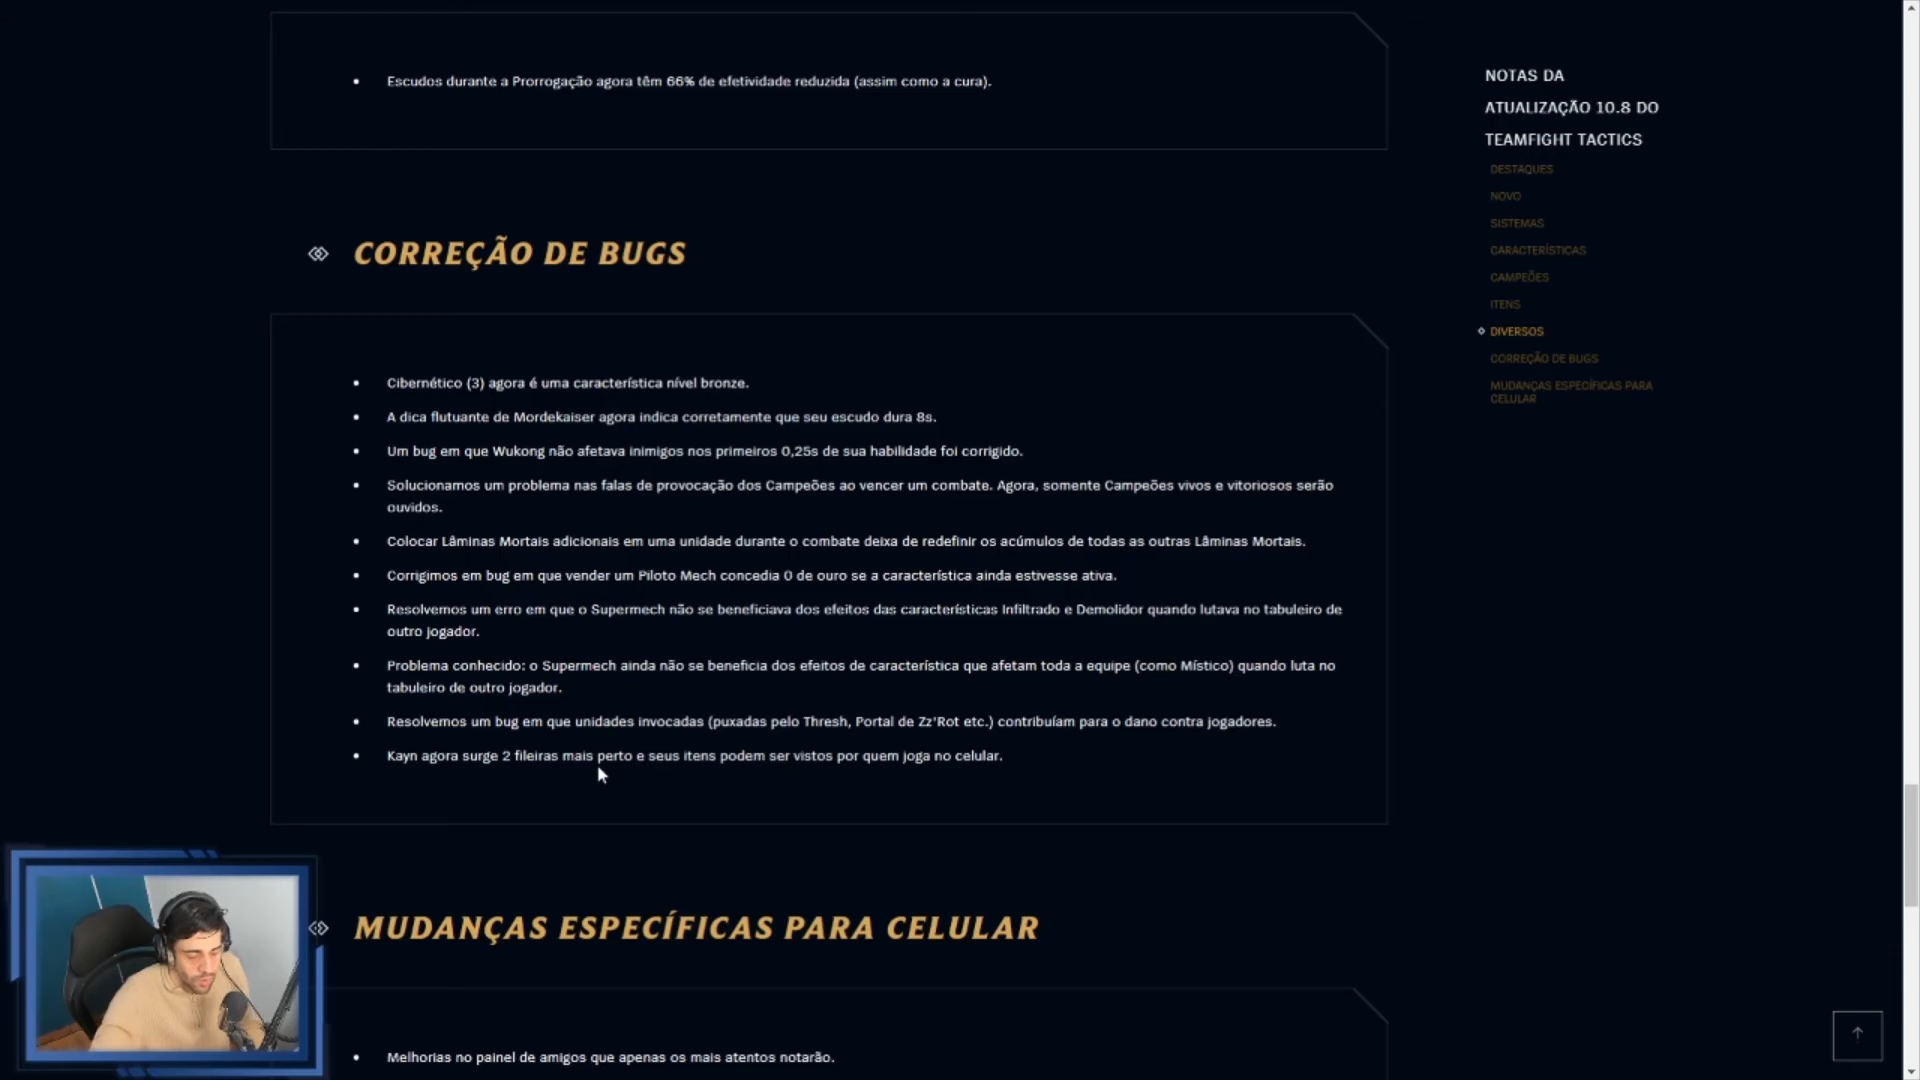 Escudos durante a Prorrogação agora têm 66% de efetividade reduzida (assim como a cura).
CORREÇÃO DE BUGS
Cibernético (3) agora é uma característica nível bronze.
A dica flutuante de Mordekaiser agora indica corretamente que seu escudo dura 8s.
Um bug em que Wukong não afetava inimigos nos primeiros 0,25s de sua habilidade foi corrigido.
Solucionamos um problema nas falas de provocação dos Campeões ao vencer um combate. Agora, somente Campeões vivos e vitoriosos serão
ouvidos.
Colocar Lâminas Mortais adicionais em uma unidade durante o combate deixa de redefinir os acúmulos de todas as outras Lâminas Mortais.
Corrigimos em bug em que vender um Piloto Mech concedia 0 de ouro se a característica ainda estivesse ativa.
Resolvemos um erro em que o Supermech não se beneficiava dos efeitos das características Infiltrado e Demolidor quando lutava no tabuleiro de
outro jogador.
Problema conhecido: o Supermech ainda não se beneficia dos efeitos de característica que afetam toda a equipe (como Místico) quando luta no
tabuleiro de outro jogador.
Resolvemos um bug em que unidades invocadas (puxadas pelo Thresh, Portal de Zz'Rot etc.) contribuíam para o dano contra jogadores.
Kayn agora surge 2 fileiras mais perto e seus itens podem ser vistos por quem joga no celular.
MUDANÇAS ESPECÍFICAS PARA CELULAR
Melhorias no painel de amigos que apenas os mais atentos notarão.
NOTAS DA
ATUALIZAÇÃO 10.8 DO
TEAMFIGHT TACTICS
DESTAQUES
NOVO
SISTEMAS
CARACTERÍSTICAS
CAMPEÕES
ITENS
DIVERSOS
CORREÇÃO DE BUGS
MUDANÇAS ESPECÍFICAS PARA
CELULAR